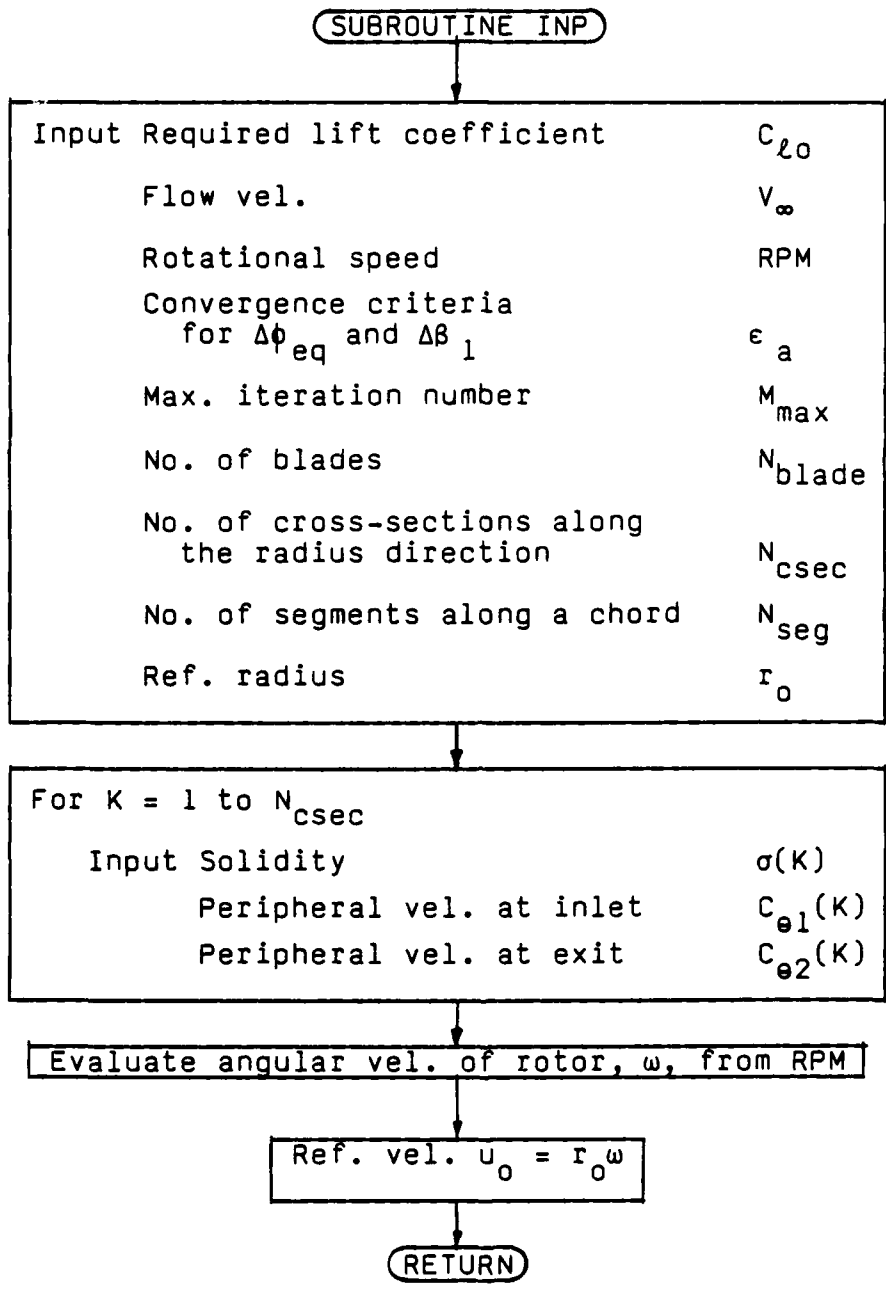 SUBROUTINE INP
Input Required lift coefficient C_ℓo
Flow vel. V_∞
Rotational speed RPM
Convergence criteria
for Δϕ_eq and Δβ_1 ε_a
Max. iteration number M_max
No. of blades N_blade
No. of cross-sections along
the radius direction N_csec
No. of segments along a chord N_seg
Ref. radius r_o
For K = 1 to N_csec
Input Solidity σ(K)
Peripheral vel. at inlet C_θ1(K)
Peripheral vel. at exit C_θ2(K)
Evaluate angular vel. of rotor, ω, from RPM
Ref. vel. u_o = r_oω
RETURN